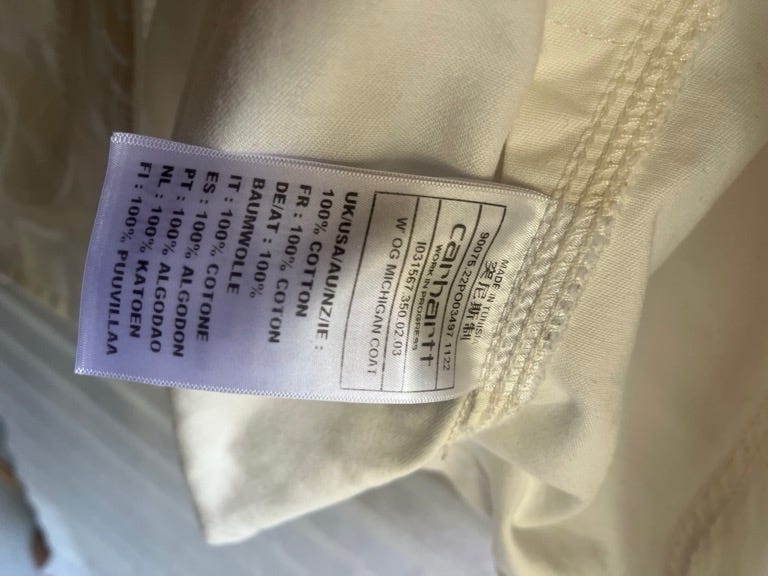 MADE IN TUNISIA
突尼斯制
90075.22PO03497 1122
carhartt
WORK IN PROGRESS
I031567.350.02.03
W' OG MICHIGAN COAT
UK/USA/AU/NZ/IE :
100% COTTON
FR : 100% COTON
DE/AT : 100%
BAUMWOLLE
IT : 100% COTONE
ES : 100% ALGODON
PT : 100% ALGODAO
NL : 100% KATOEN
FI : 100% PUUVILLAA